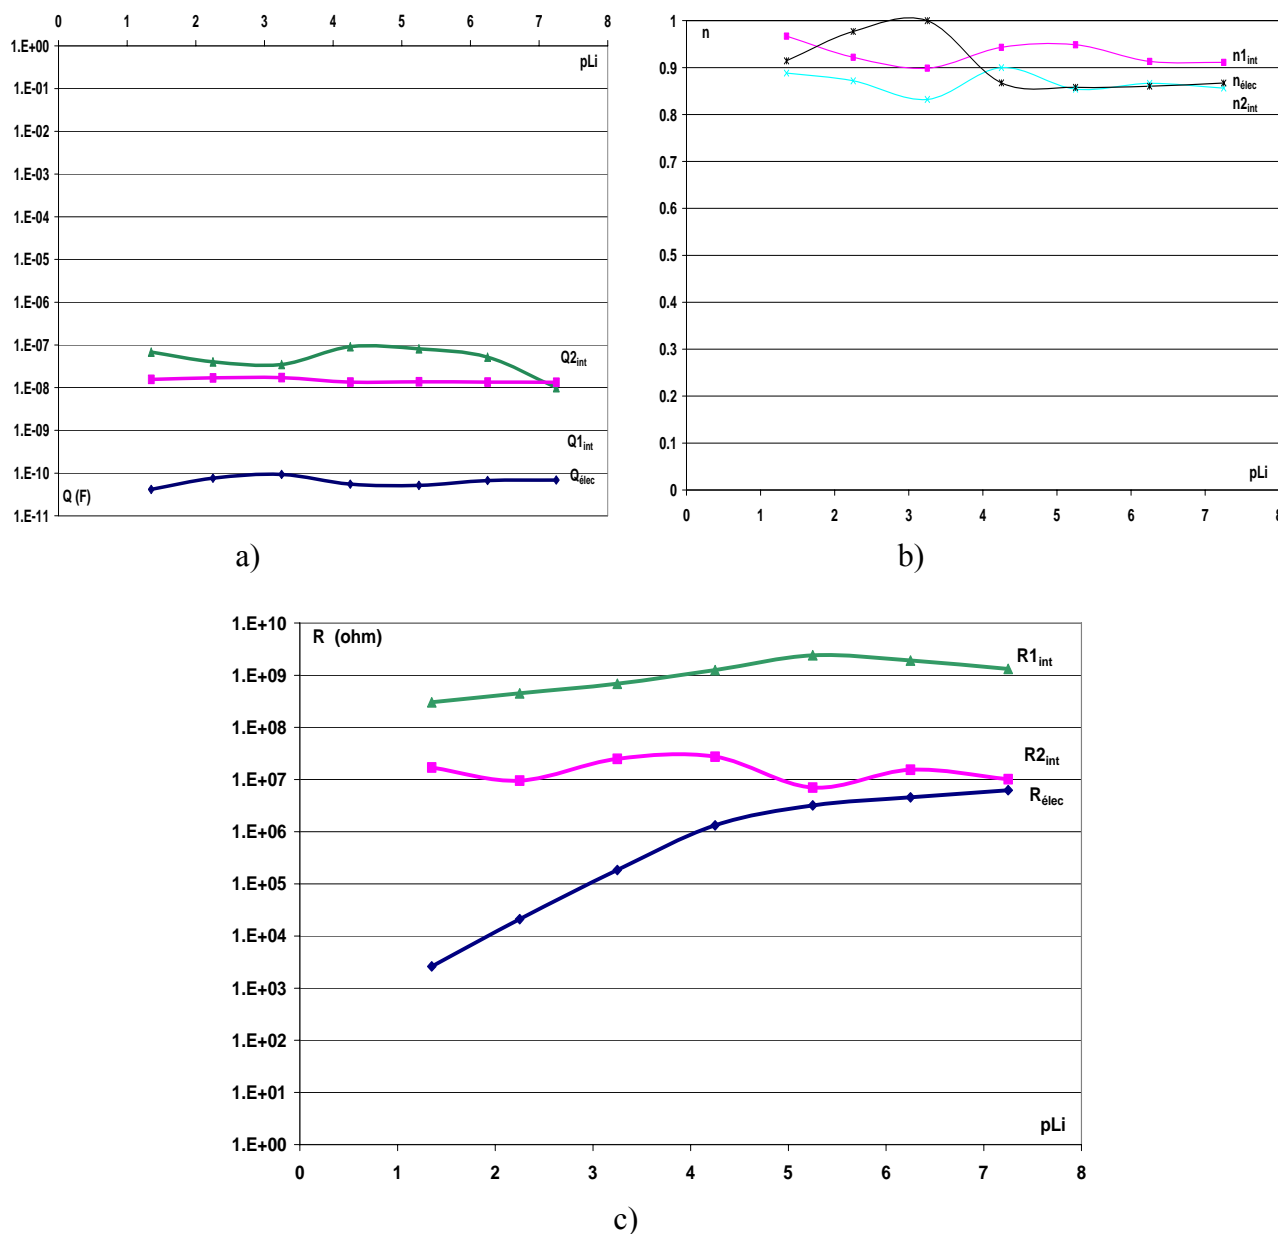 0 1 2 3 4 5 6 7 8
pLi
1.E+00
1.E-01
1.E-02
1.E-03
1.E-04
1.E-05
1.E-06
1.E-07
1.E-08
1.E-09
1.E-10
1.E-11
Q2int
Q1int
Qélec
Q (F)
a)
n
1
0.9
0.8
0.7
0.6
0.5
0.4
0.3
0.2
0.1
0
n1int
nélec
n2int
pLi
0 1 2 3 4 5 6 7 8
b)
R (ohm)
1.E+10
1.E+09
1.E+08
1.E+07
1.E+06
1.E+05
1.E+04
1.E+03
1.E+02
1.E+01
1.E+00
R1int
R2int
Rélec
pLi
0 1 2 3 4 5 6 7 8
c)